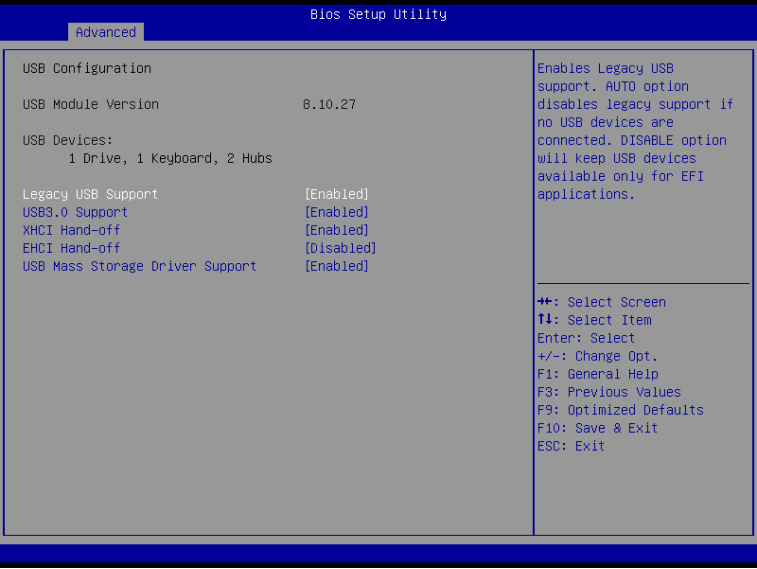 Bios Setup Utility
Advanced
USB Configuration
USB Module Version 8.10.27
USB Devices:
1 Drive, 1 Keyboard, 2 Hubs
Legacy USB Support [Enabled]
USB3.0 Support [Enabled]
XHCI Hand-off [Enabled]
EHCI Hand-off [Disabled]
USB Mass Storage Driver Support [Enabled]
Enables Legacy USB
support. AUTO option
disables legacy support if
no USB devices are
connected. DISABLE option
will keep USB devices
available only for EFI
applications.
→←: Select Screen
↑↓: Select Item
Enter: Select
+/-: Change Opt.
F1: General Help
F3: Previous Values
F9: Optimized Defaults
F10: Save & Exit
ESC: Exit